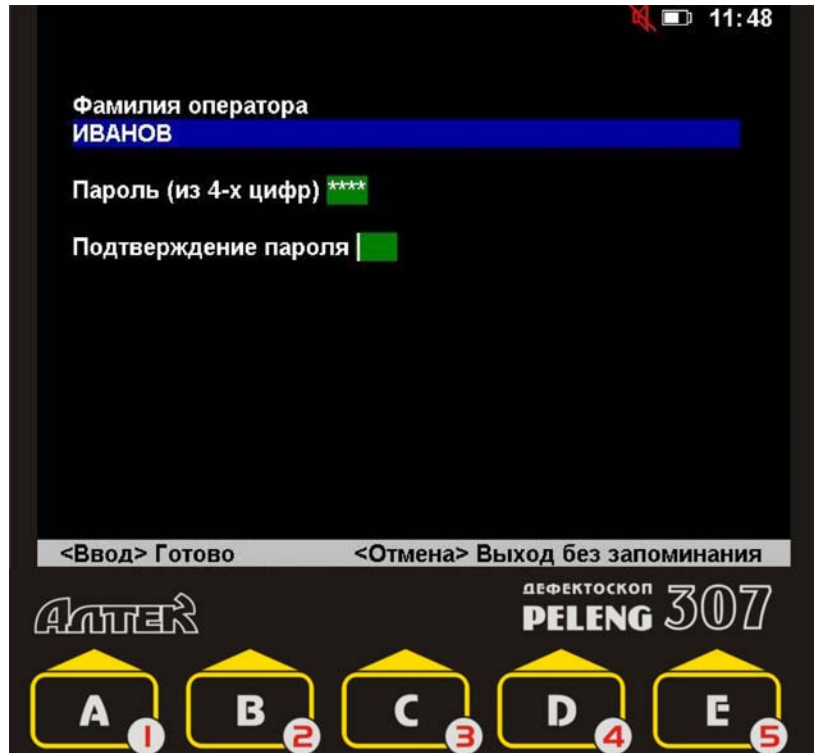 11:48
Фамилия оператора
ИВАНОВ
Пароль (из 4-х цифр) ****
Подтверждение пароля
<Ввод> Готово <Отмена> Выход без запоминания
АЛТЕК
ДЕФЕКТОСКОП
PELENG 307
A B C D E
1 2 3 4 5